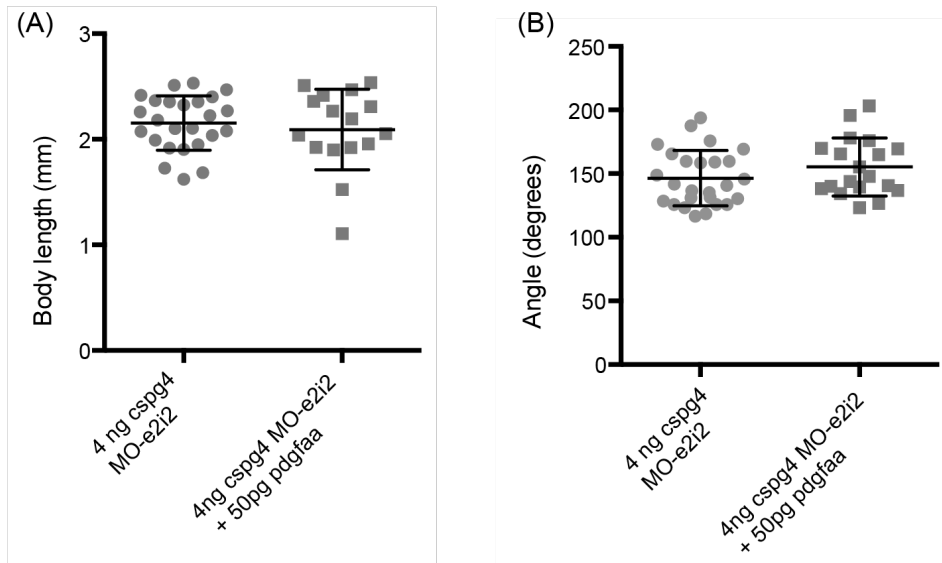 (A)
3
2
1
0
Body length (mm)
4 ng cspg4
MO-e2i2
4ng cspg4 MO-e2i2
+ 50pg pdgfaa
(B)
250
200
150
100
50
0
Angle (degrees)
4 ng cspg4
MO-e2i2
4ng cspg4 MO-e2i2
+ 50pg pdgfaa